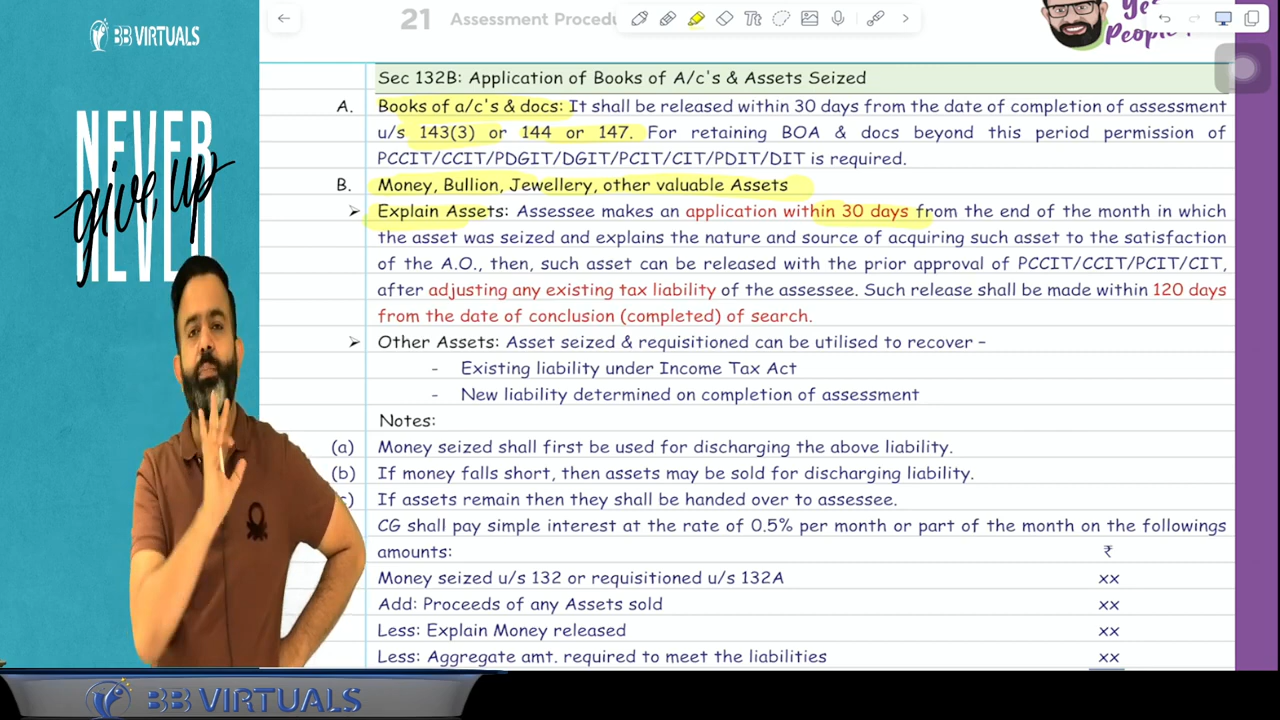 BB VIRTUALS
21 Assessment Procedu
Yes
People
NEVER
give up
NEVER
Sec 132B: Application of Books of A/c's & Assets Seized
A. Books of a/c's & docs: It shall be released within 30 days from the date of completion of assessment
u/s 143(3) or 144 or 147. For retaining BOA & docs beyond this period permission of
PCCIT/CCIT/PDGIT/DGIT/PCIT/CIT/PDIT/DIT is required.
B. Money, Bullion, Jewellery, other valuable Assets
➢ Explain Assets: Assessee makes an application within 30 days from the end of the month in which
the asset was seized and explains the nature and source of acquiring such asset to the satisfaction
of the A.O., then, such asset can be released with the prior approval of PCCIT/CCIT/PCIT/CIT,
after adjusting any existing tax liability of the assessee. Such release shall be made within 120 days
from the date of conclusion (completed) of search.
➢ Other Assets: Asset seized & requisitioned can be utilised to recover –
- Existing liability under Income Tax Act
- New liability determined on completion of assessment
Notes:
(a) Money seized shall first be used for discharging the above liability.
(b) If money falls short, then assets may be sold for discharging liability.
If assets remain then they shall be handed over to assessee.
CG shall pay simple interest at the rate of 0.5% per month or part of the month on the followings
amounts: ₹
Money seized u/s 132 or requisitioned u/s 132A xx
Add: Proceeds of any Assets sold xx
Less: Explain Money released xx
Less: Aggregate amt. required to meet the liabilities xx
BB VIRTUALS